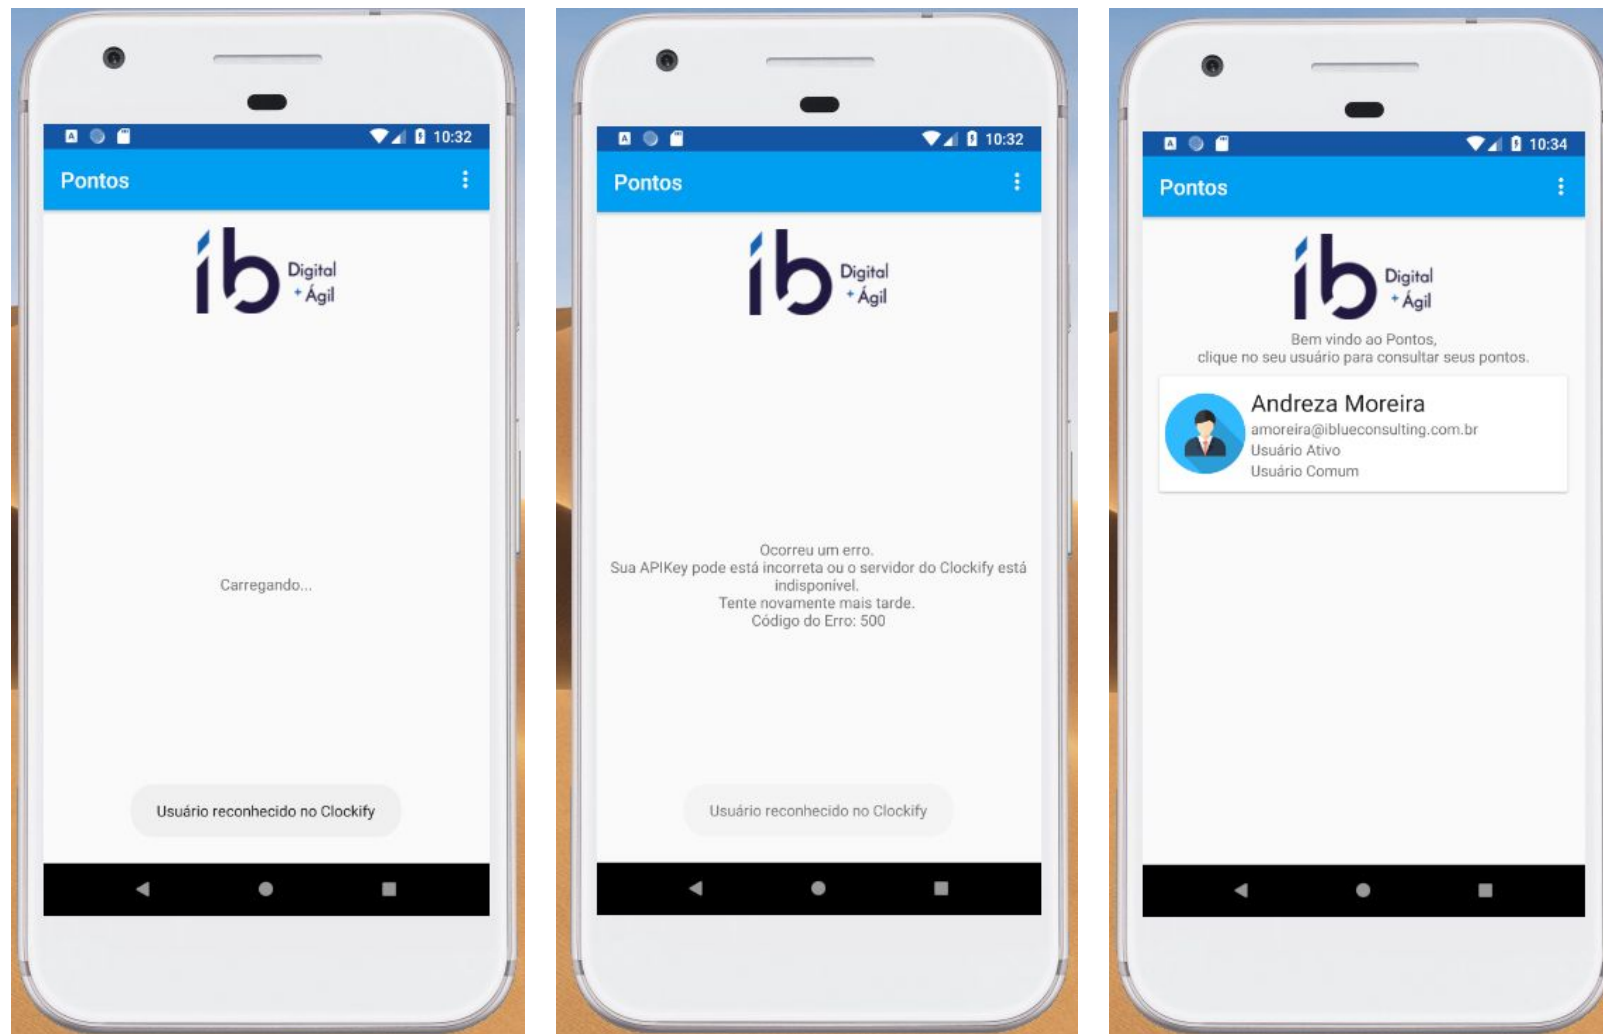 10:32
Pontos
ib Digital
+ Ágil
Carregando...
Usuário reconhecido no Clockify
10:32
Pontos
ib Digital
+ Ágil
Ocorreu um erro.
Sua APIKey pode está incorreta ou o servidor do Clockify está
indisponível.
Tente novamente mais tarde.
Código do Erro: 500
Usuário reconhecido no Clockify
10:34
Pontos
ib Digital
+ Ágil
Bem vindo ao Pontos,
clique no seu usuário para consultar seus pontos.
Andreza Moreira
amoreira@iblueconsulting.com.br
Usuário Ativo
Usuário Comum